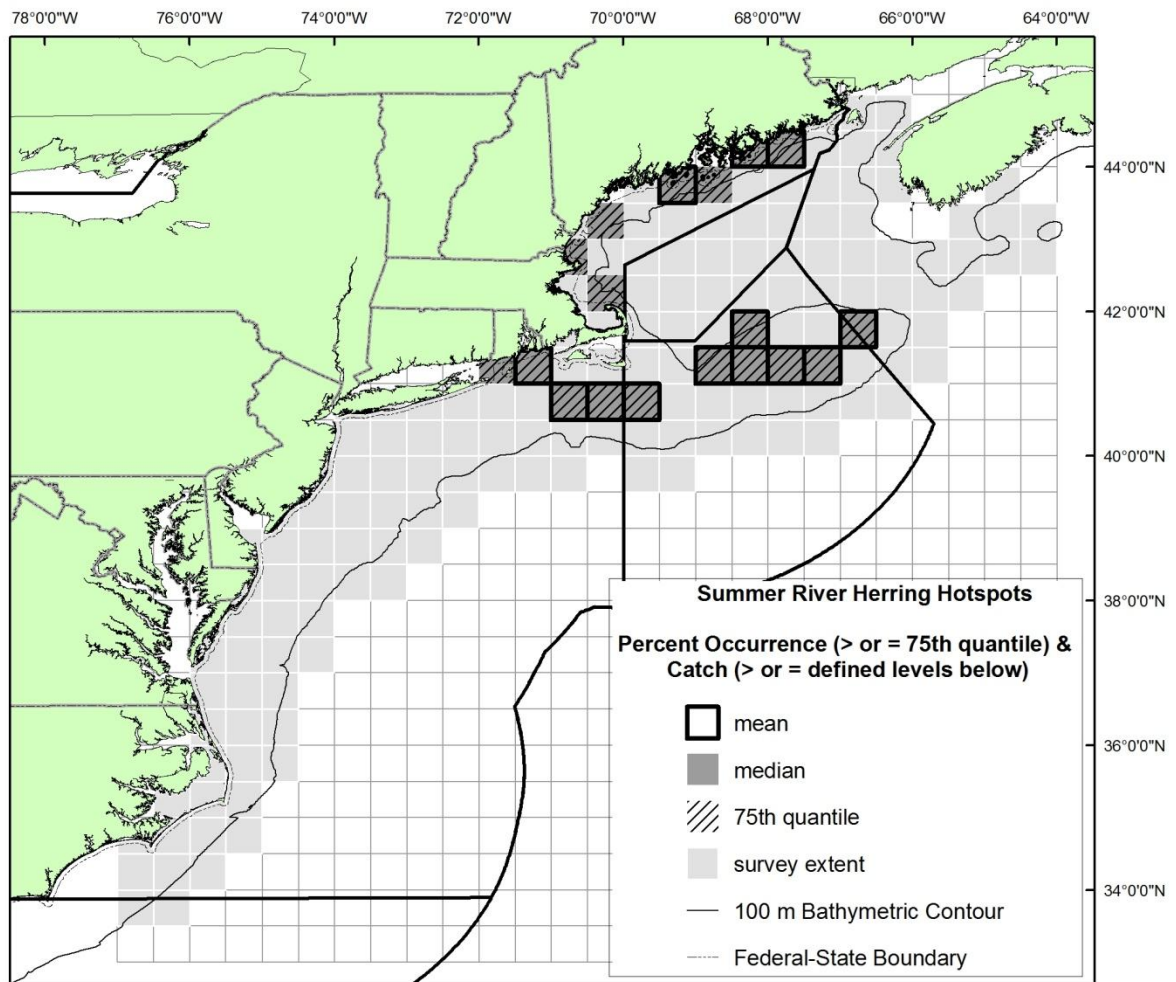 78°0'0"W 76°0'0"W 74°0'0"W 72°0'0"W 70°0'0"W 68°0'0"W 66°0'0"W 64°0'0"W
44°0'0"N
42°0'0"N
40°0'0"N
38°0'0"N
36°0'0"N
34°0'0"N
Summer River Herring Hotspots
Percent Occurrence (> or = 75th quantile) &
Catch (> or = defined levels below)
mean
median
75th quantile
survey extent
100 m Bathymetric Contour
Federal-State Boundary